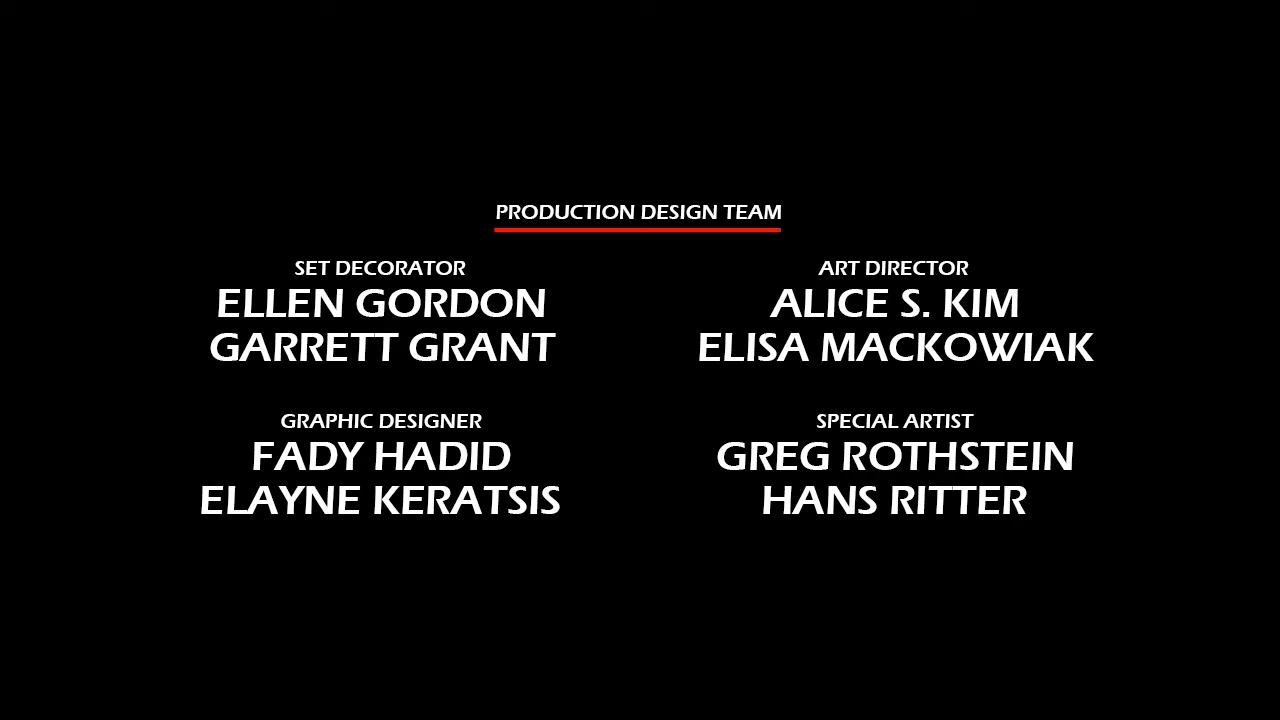 PRODUCTION DESIGN TEAM
SET DECORATOR
ELLEN GORDON
GARRETT GRANT
ART DIRECTOR
ALICE S. KIM
ELISA MACKOWIAK
GRAPHIC DESIGNER
FADY HADID
ELAYNE KERATSIS
SPECIAL ARTIST
GREG ROTHSTEIN
HANS RITTER